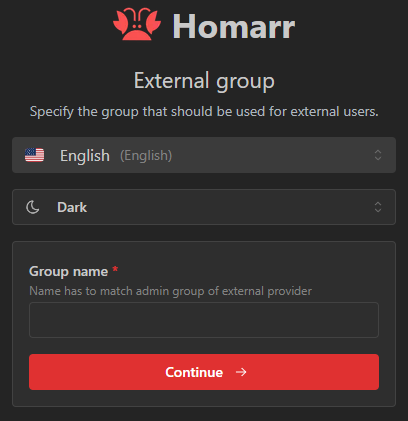 Homarr
External group
Specify the group that should be used for external users.
English (English)
Dark
Group name *
Name has to match admin group of external provider
Continue →